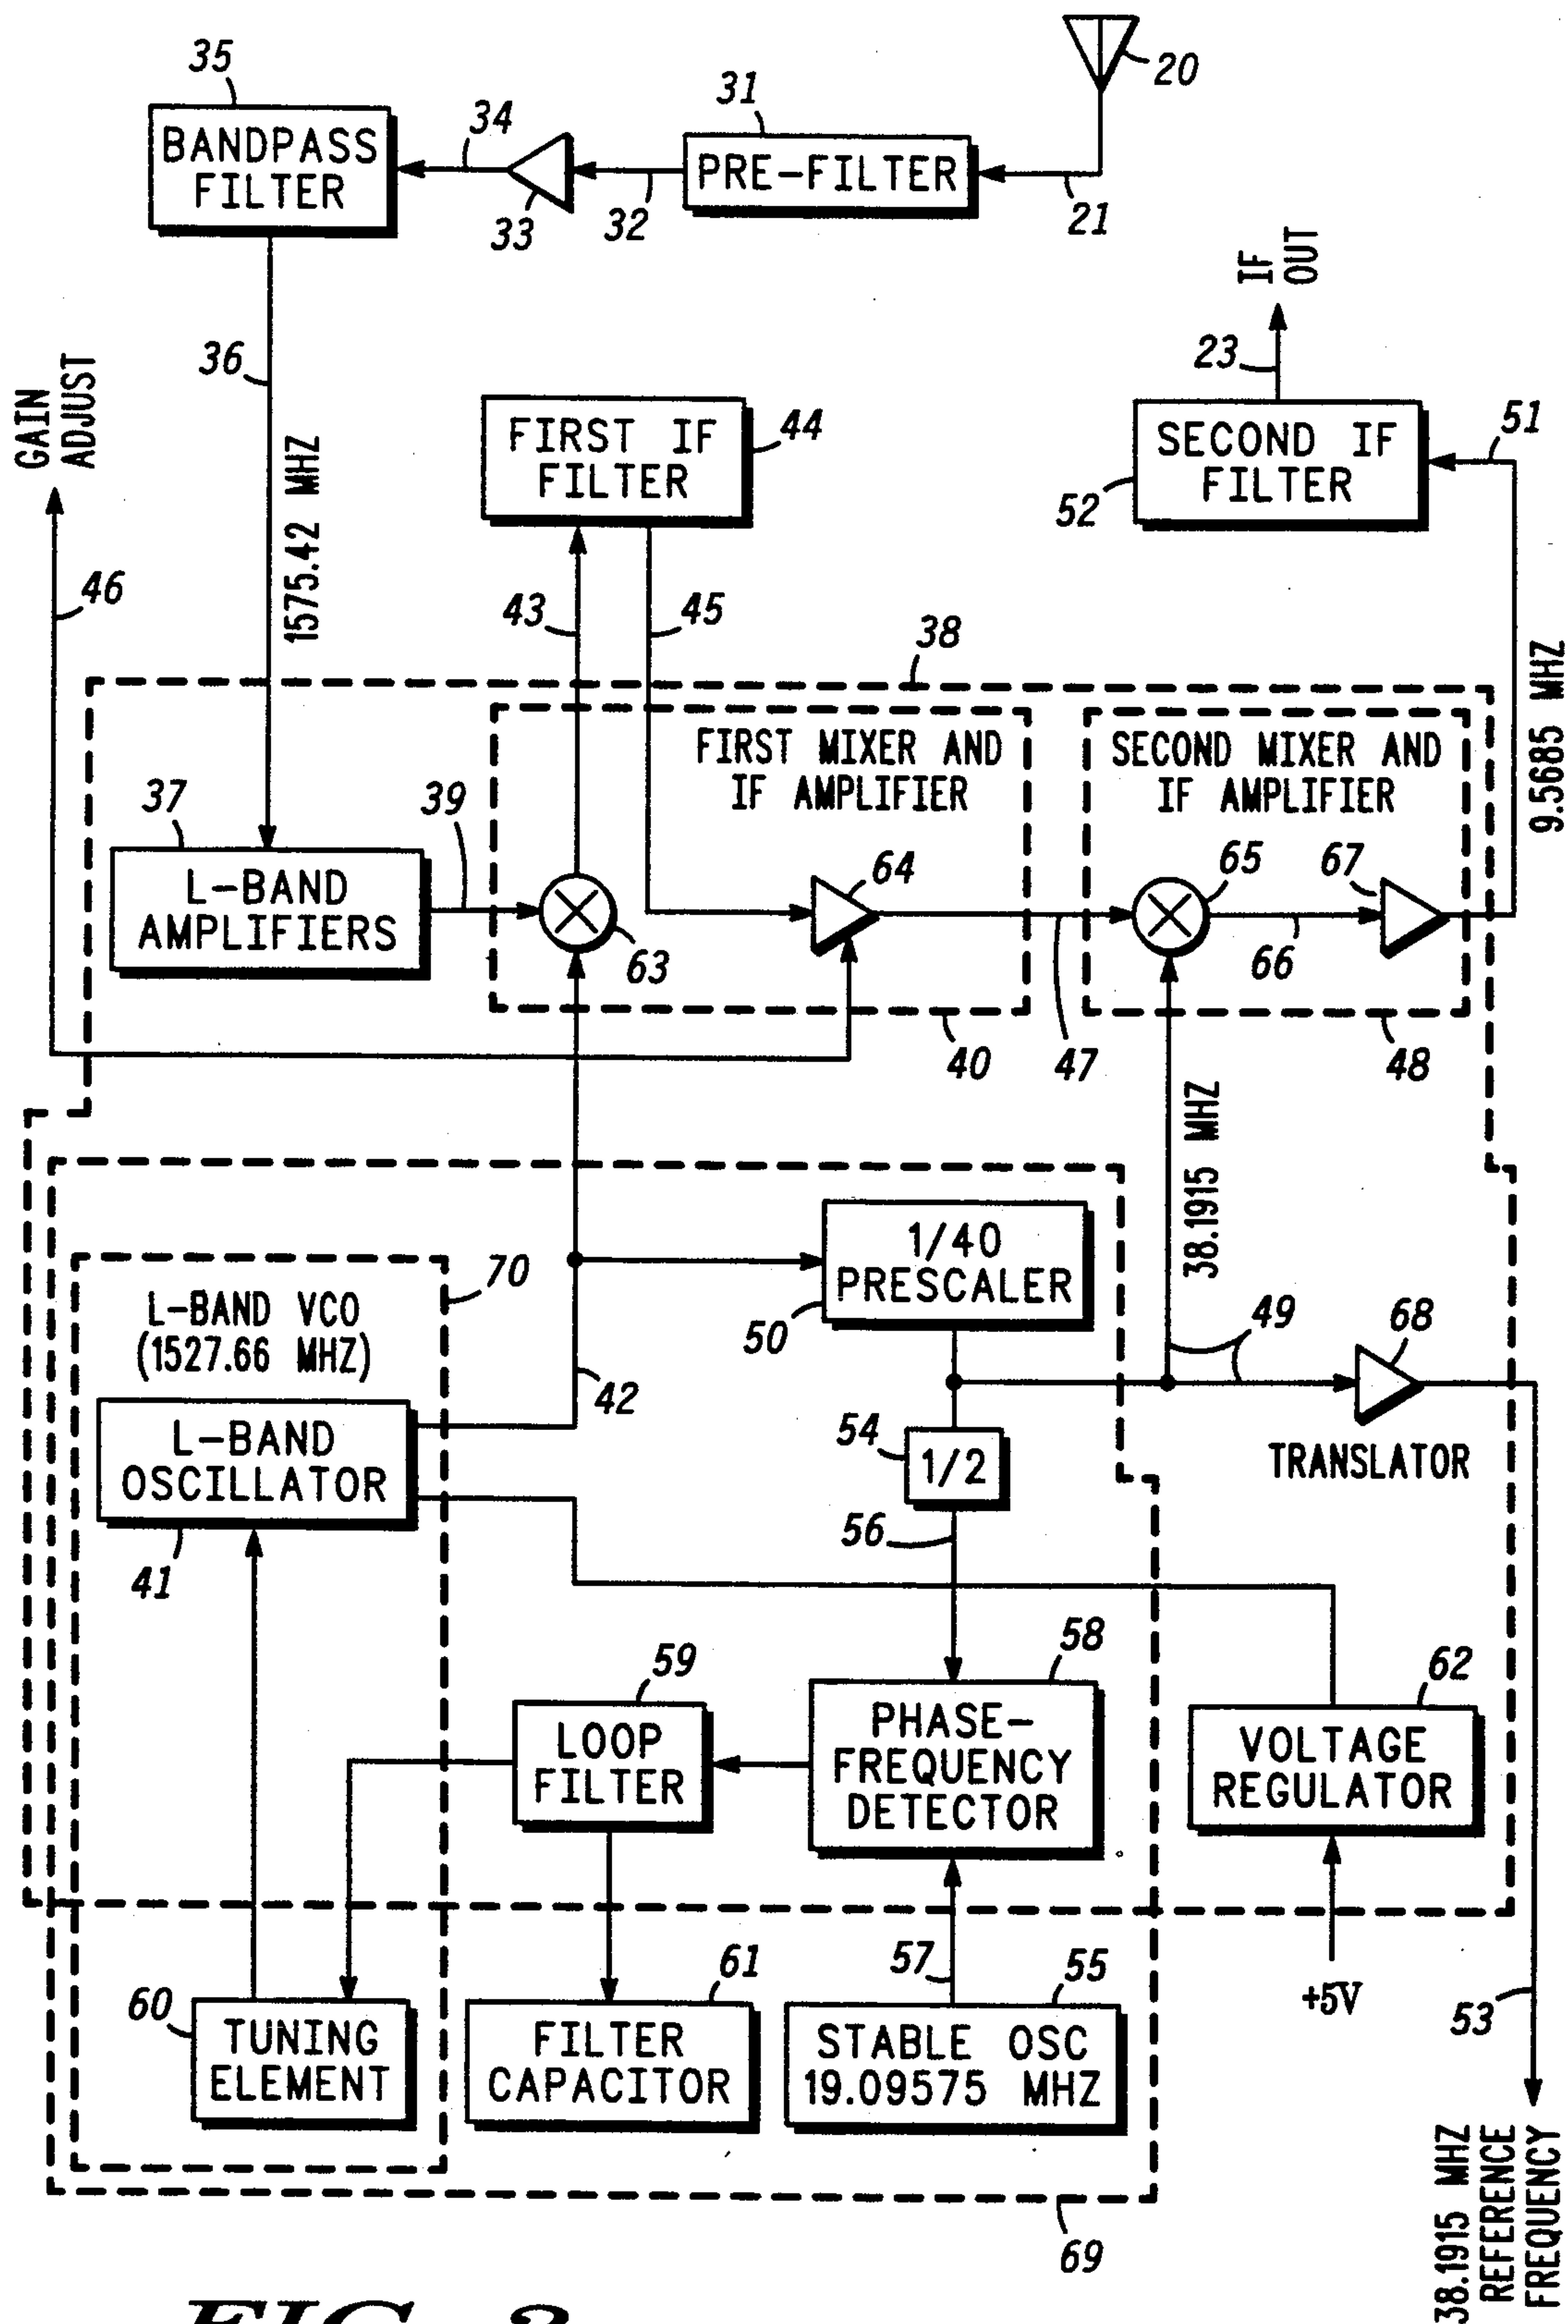 35
BANDPASS
FILTER
34
33
32
31
PRE-FILTER
21
20
36
1575.42 MHZ
GAIN
ADJUST
46
FIRST IF
FILTER
44
43
45
IF
OUT
23
SECOND IF
FILTER
52
51
9.5685 MHZ
38
37
L-BAND
AMPLIFIERS
39
FIRST MIXER AND
IF AMPLIFIER
63
64
40
47
SECOND MIXER AND
IF AMPLIFIER
65
66
67
48
38.1915 MHZ
70
L-BAND VCO
(1527.66 MHZ)
L-BAND
OSCILLATOR
41
42
1/40
PRESCALER
50
49
68
TRANSLATOR
54
1/2
56
58
PHASE-
FREQUENCY
DETECTOR
59
LOOP
FILTER
62
VOLTAGE
REGULATOR
+5V
60
TUNING
ELEMENT
61
FILTER
CAPACITOR
57
55
STABLE OSC
19.09575 MHZ
53
69
38.1915 MHZ
REFERENCE
FREQUENCY